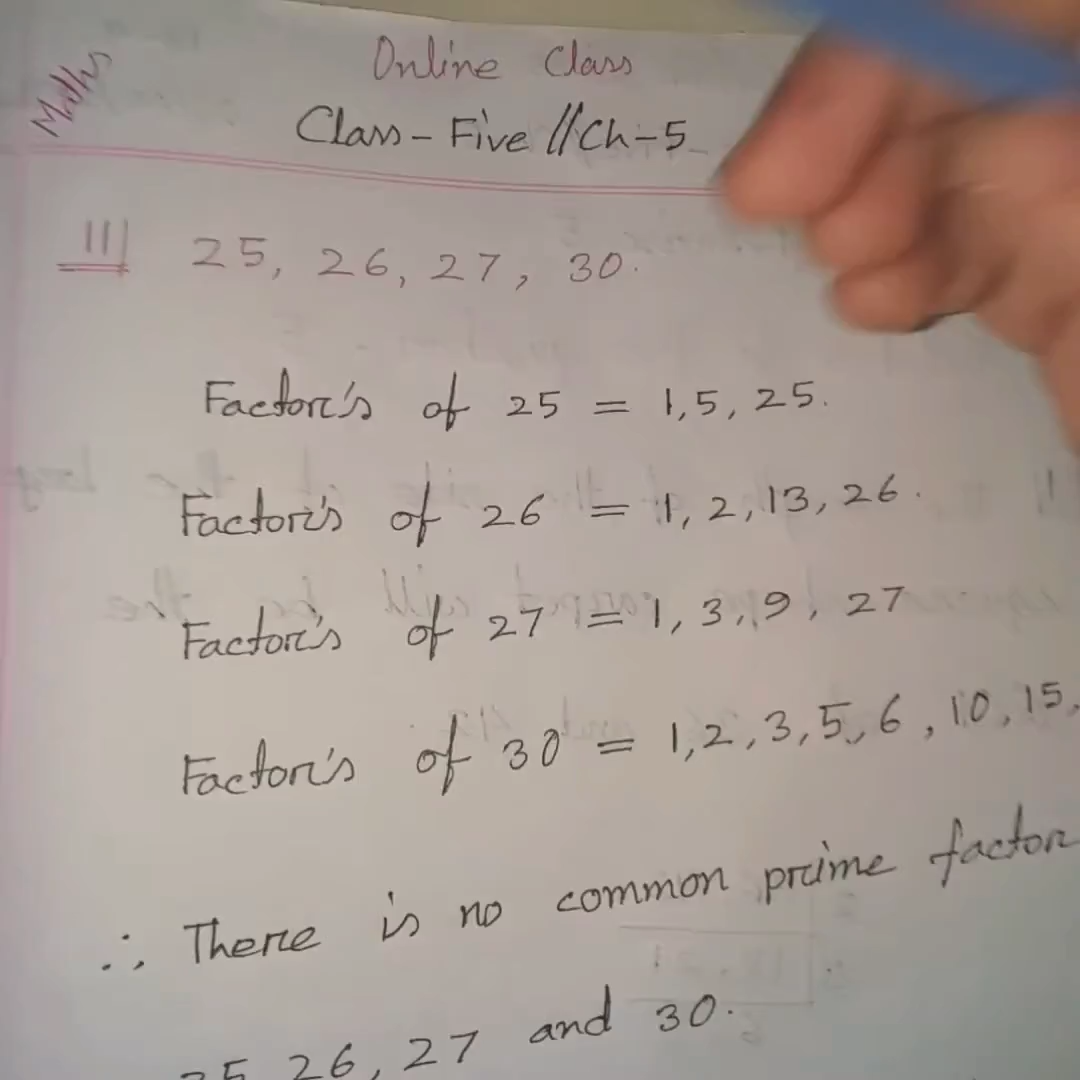 Maths
Online Class
Class - Five // Ch - 5
III 25, 26, 27, 30.
Factor's of 25 = 1, 5, 25.
Factor's of 26 = 1, 2, 13, 26.
Factor's of 27 = 1, 3, 9, 27
Factor's of 30 = 1, 2, 3, 5, 6, 10, 15,
∴ There is no common prime factor
25, 26, 27 and 30.